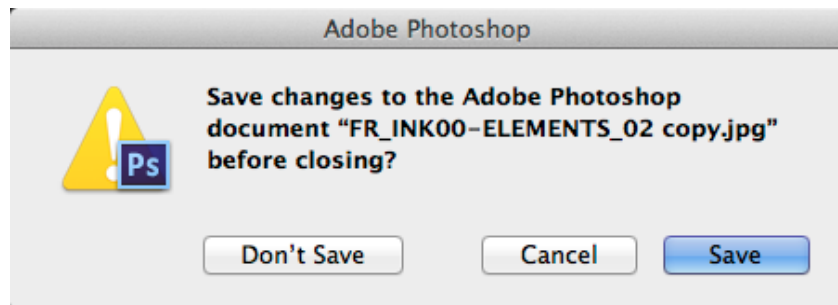 Adobe Photoshop
Save changes to the Adobe Photoshop
document “FR_INK00-ELEMENTS_02 copy.jpg”
before closing?
Ps
Don't Save
Cancel
Save